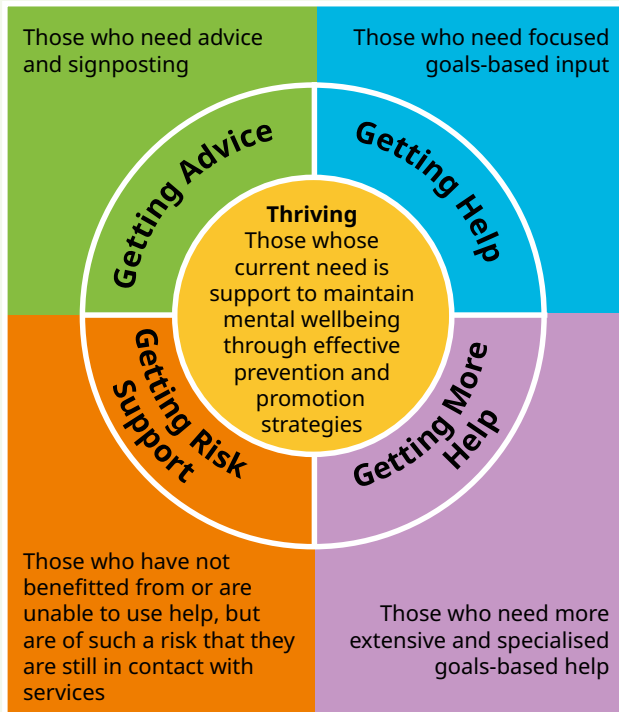 Those who need advice
and signposting
Those who need focused
goals-based input
Getting Advice
Getting Help
Thriving
Those whose
current need is
support to maintain
mental wellbeing
through effective
prevention and
promotion
strategies
Getting Risk
Support
Getting More
Help
Those who have not
benefitted from or are
unable to use help, but
are of such a risk that they
are still in contact with
services
Those who need more
extensive and specialised
goals-based help